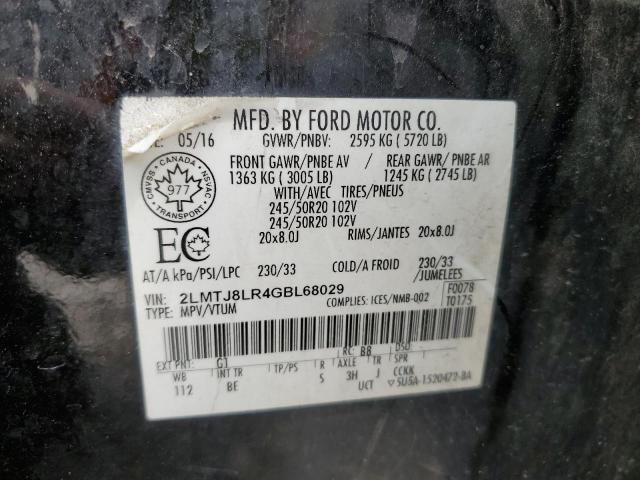 MFD. BY FORD MOTOR CO.
05/16 GVWR/PNBV: 2595 KG ( 5720 LB)
FRONT GAWR/PNBE AV / REAR GAWR/ PNBE AR
1363 KG ( 3005 LB) 1245 KG ( 2745 LB)
WITH/AVEC TIRES/PNEUS
245/50R20 102V
245/50R20 102V
20x8.0J RIMS/JANTES 20x8.0J
CANADA
CMVSS NSVAC
977
TRANSPORT
EC
AT/A kPa/PSI/LPC 230/33 COLD/A FROID 230/33
/JUMELEES
VIN: 2LMTJ8LR4GBL68029 F0078
TYPE: MPV/VTUM COMPLIES: ICES/NMB-002 T0175
EXT PNT: G1 RC: B8 DSO:
WB INT TR TP/PS R AXLE TR SPR
112 BE S 3H J CCKK
UCT 5U5A-1520472-BA